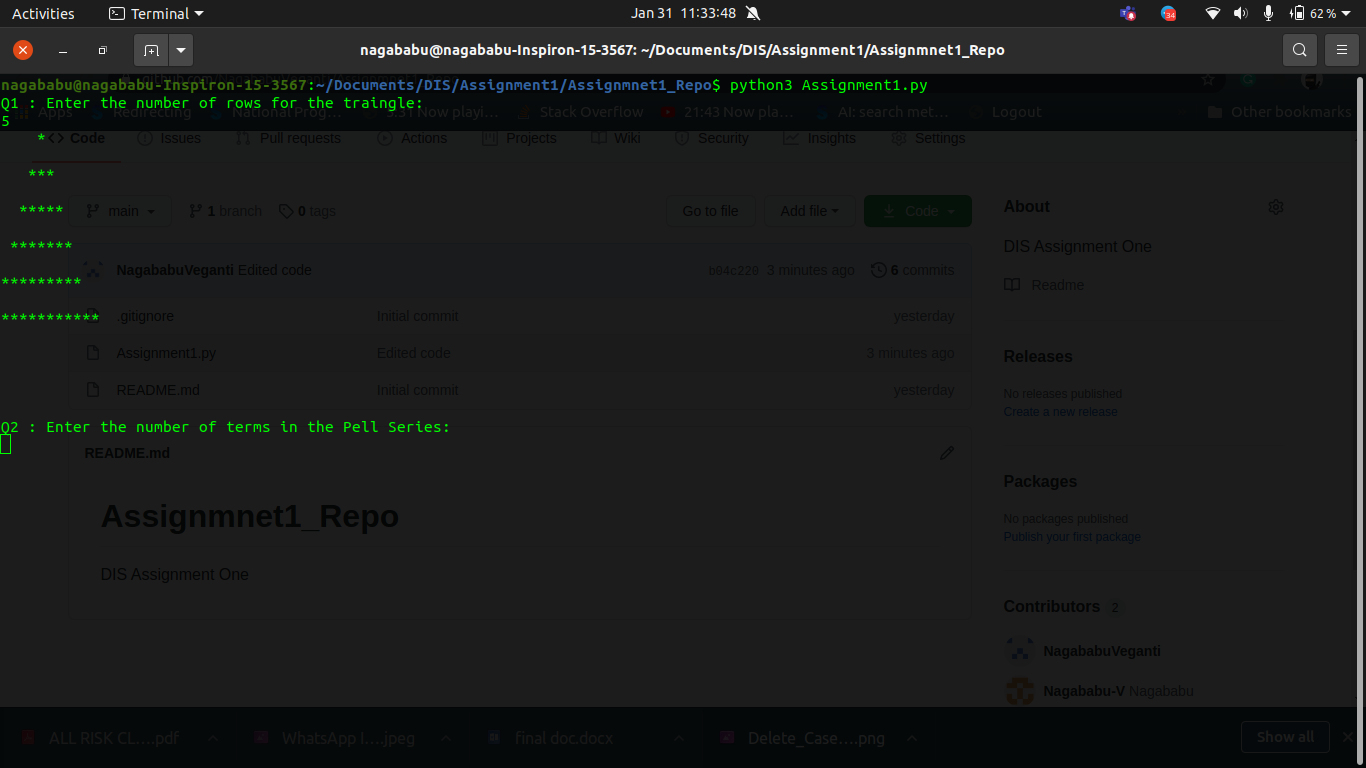 Activities Terminal Jan 31 11:33:48 34 62 %
nagababu@nagababu-Inspiron-15-3567: ~/Documents/DIS/Assignment1/Assignmnet1_Repo
nagababu@nagababu-Inspiron-15-3567:~/Documents/DIS/Assignment1/Assignmnet1_Repo$ python3 Assignment1.py
Q1 : Enter the number of rows for the traingle:
Apps Redirecting National Prog... 5:31 Now playi... Stack Overflow 21:43 Now pla... AI: search met... Logout Other bookmarks
5
* <> Code Issues Pull requests Actions Projects Wiki Security Insights Settings
***
***** main 1 branch 0 tags Go to file Add file Code About
*******
DIS Assignment One
NagababuVeganti Edited code b04c220 3 minutes ago 6 commits
*********
Readme
***********
.gitignore Initial commit yesterday
Assignment1.py Edited code 3 minutes ago Releases
README.md Initial commit yesterday No releases published
Create a new release
Q2 : Enter the number of terms in the Pell Series:
README.md
Packages
Assignmnet1_Repo No packages published
Publish your first package
DIS Assignment One
Contributors 2
NagababuVeganti
Nagababu-V Nagababu
ALL RISK CL....pdf WhatsApp I....jpeg final doc.docx Delete_Case....png Show all